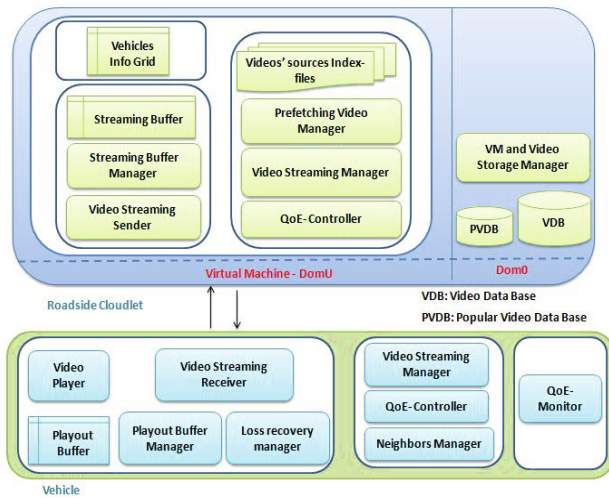 Vehicles
Info Grid
Streaming Buffer
Streaming Buffer
Manager
Video Streaming
Sender
Videos' sources Index-
files
Prefetching Video
Manager
Video Streaming Manager
QoE- Controller
VM and Video
Storage Manager
PVDB
VDB
Virtual Machine - DomU
Dom0
Roadside Cloudlet
VDB: Video Data Base
PVDB: Popular Video Data Base
Video
Player
Video Streaming
Receiver
Playout
Buffer
Playout Buffer
Manager
Loss recovery
manager
Video Streaming
Manager
QoE- Controller
Neighbors Manager
QoE-
Monitor
Vehicle